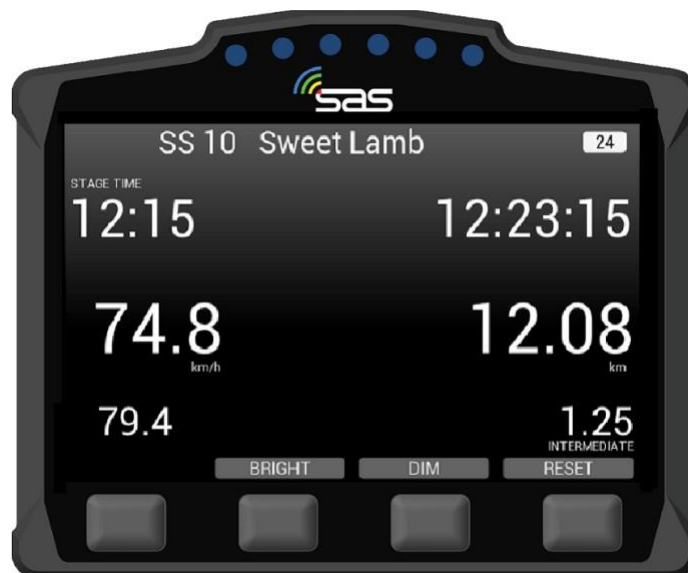 sas
SS 10 Sweet Lamb 24
STAGE TIME
12:15 12:23:15
74.8 12.08
km/h km
79.4 1.25
INTERMEDIATE
BRIGHT DIM RESET